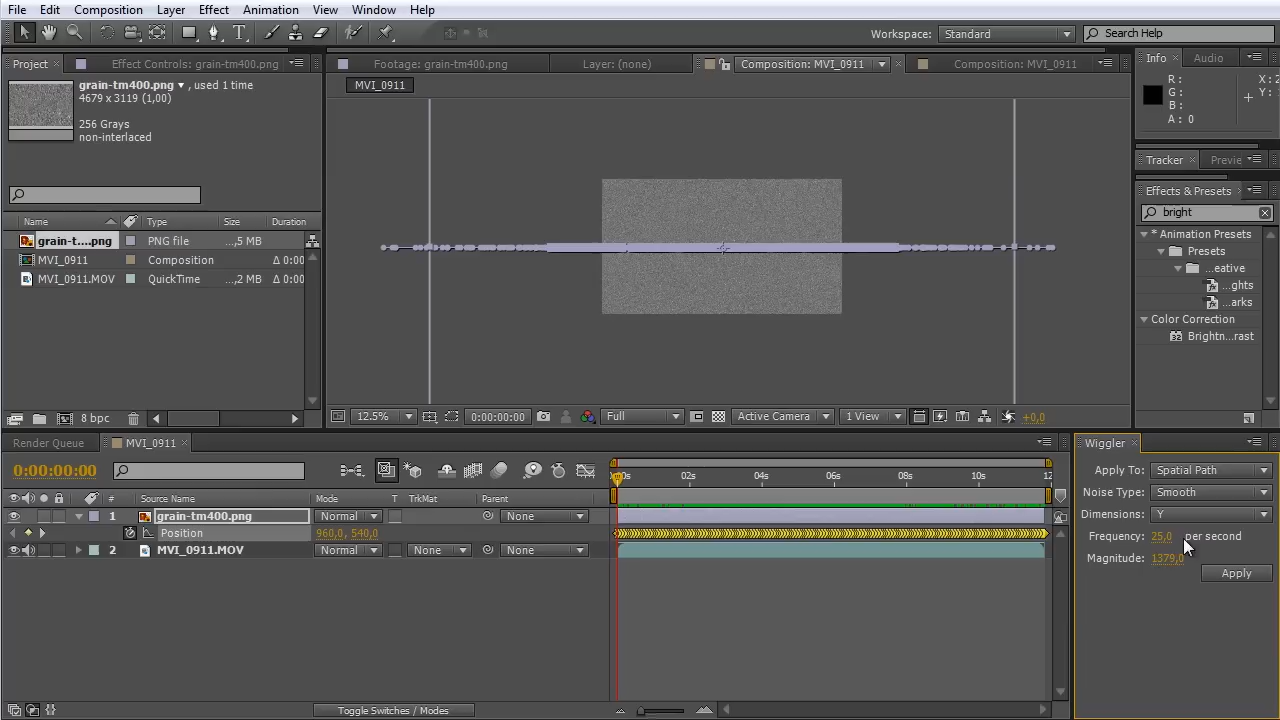 File Edit Composition Layer Effect Animation View Window Help
Workspace: Standard Search Help
Project Effect Controls: grain-tm400.png Footage: grain-tm400.png Layer: (none) Composition: MVI_0911 Composition: MVI_0911 Info Audio
grain-tm400.png , used 1 time
4679 x 3119 (1,00)
256 Grays
non-interlaced
MVI_0911
R:
G:
B:
A: 0
X: 2
Y:
Tracker Previe
Effects & Presets
bright
Name Type Size Duration
grain-t....png PNG file ...,5 MB
MVI_0911 Composition Δ 0:00
MVI_0911.MOV QuickTime ...,2 MB Δ 0:00
* Animation Presets
Presets
...eative
...ghts
...arks
Color Correction
Brightn...rast
8 bpc
12.5% 0:00:00:00 Full Active Camera 1 View +0,0
Render Queue MVI_0911
0:00:00:00
00s 02s 04s 06s 08s 10s 12
# Source Name Mode T TrkMat Parent
1 grain-tm400.png Normal None
Position 960,0, 540,0
2 MVI_0911.MOV Normal None None
Toggle Switches / Modes
Wiggler
Apply To: Spatial Path
Noise Type: Smooth
Dimensions: Y
Frequency: 25,0 per second
Magnitude: 1379,0
Apply